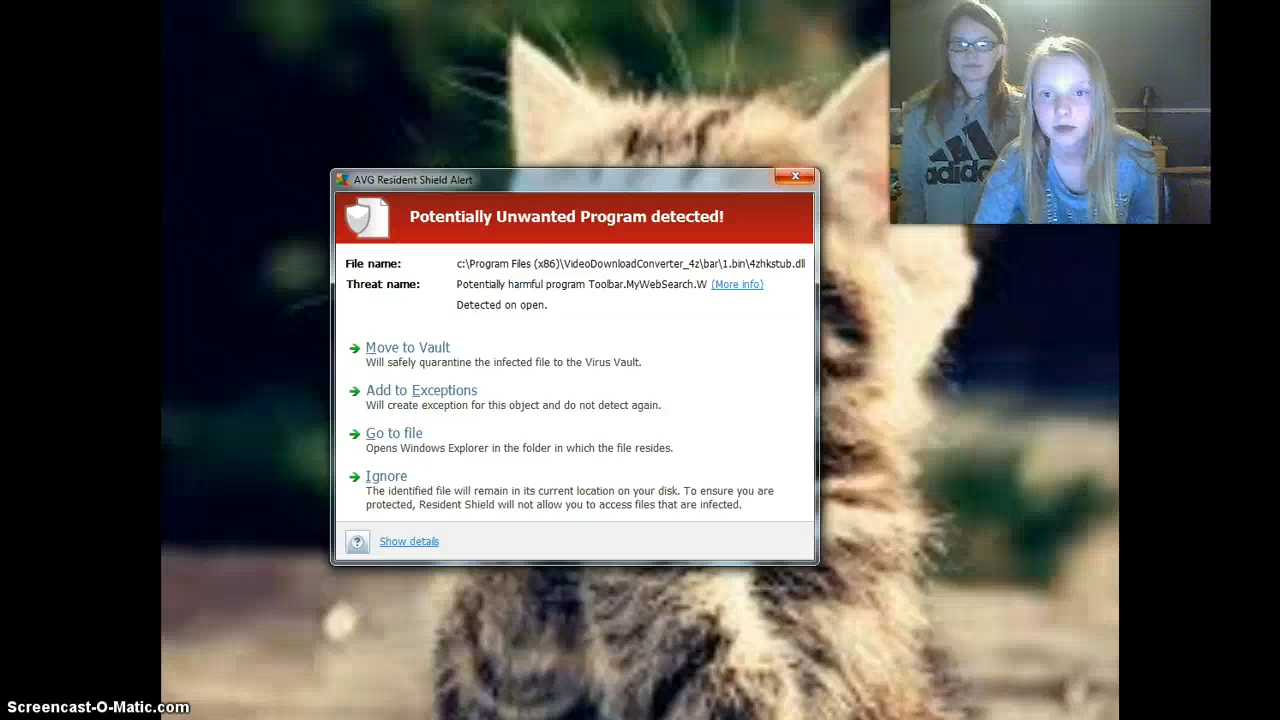 AVG Resident Shield Alert
Potentially Unwanted Program detected!
File name: c:\Program Files (x86)\VideoDownloadConverter_4z\bar\1.bin\4zhkstub.dll
Threat name: Potentially harmful program Toolbar.MyWebSearch.W (More info)
Detected on open.
Move to Vault
Will safely quarantine the infected file to the Virus Vault.
Add to Exceptions
Will create exception for this object and do not detect again.
Go to file
Opens Windows Explorer in the folder in which the file resides.
Ignore
The identified file will remain in its current location on your disk. To ensure you are
protected, Resident Shield will not allow you to access files that are infected.
? Show details
adidas
Screencast-O-Matic.com